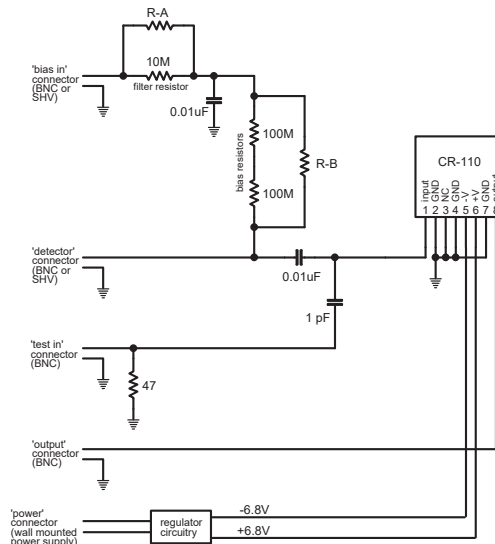 R-A
10M
filter resistor
'bias in'
connector
(BNC or
SHV)
0.01uF
bias resistors
100M
100M
R-B
CR-110
input
GND
NC
GND
-V
+V
GND
output
1 2 3 4 5 6 7 8
'detector'
connector
(BNC or
SHV)
0.01uF
1 pF
'test in'
connector
(BNC)
47
'output'
connector
(BNC)
'power'
connector
(wall mounted
power supply)
regulator
circuitry
-6.8V
+6.8V